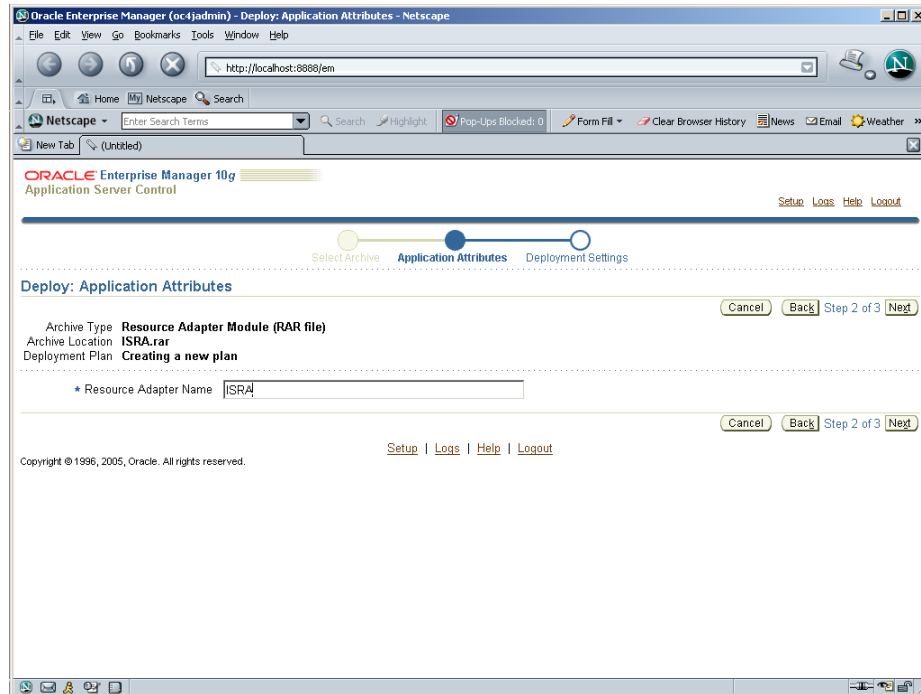 Oracle Enterprise Manager (oc4jadmin) - Deploy: Application Attributes - Netscape
File Edit View Go Bookmarks Tools Window Help
http://localhost:8888/em
Home My Netscape Search
Netscape Enter Search Terms Search Highlight Pop-Ups Blocked: 0 Form Fill Clear Browser History News Email Weather »
New Tab (Untitled)
ORACLE Enterprise Manager 10g
Application Server Control
Setup Logs Help Logout
Select Archive Application Attributes Deployment Settings
Deploy: Application Attributes
Cancel Back Step 2 of 3 Next
Archive Type Resource Adapter Module (RAR file)
Archive Location ISRA.rar
Deployment Plan Creating a new plan
* Resource Adapter Name ISRA
Cancel Back Step 2 of 3 Next
Setup | Logs | Help | Logout
Copyright © 1996, 2005, Oracle. All rights reserved.